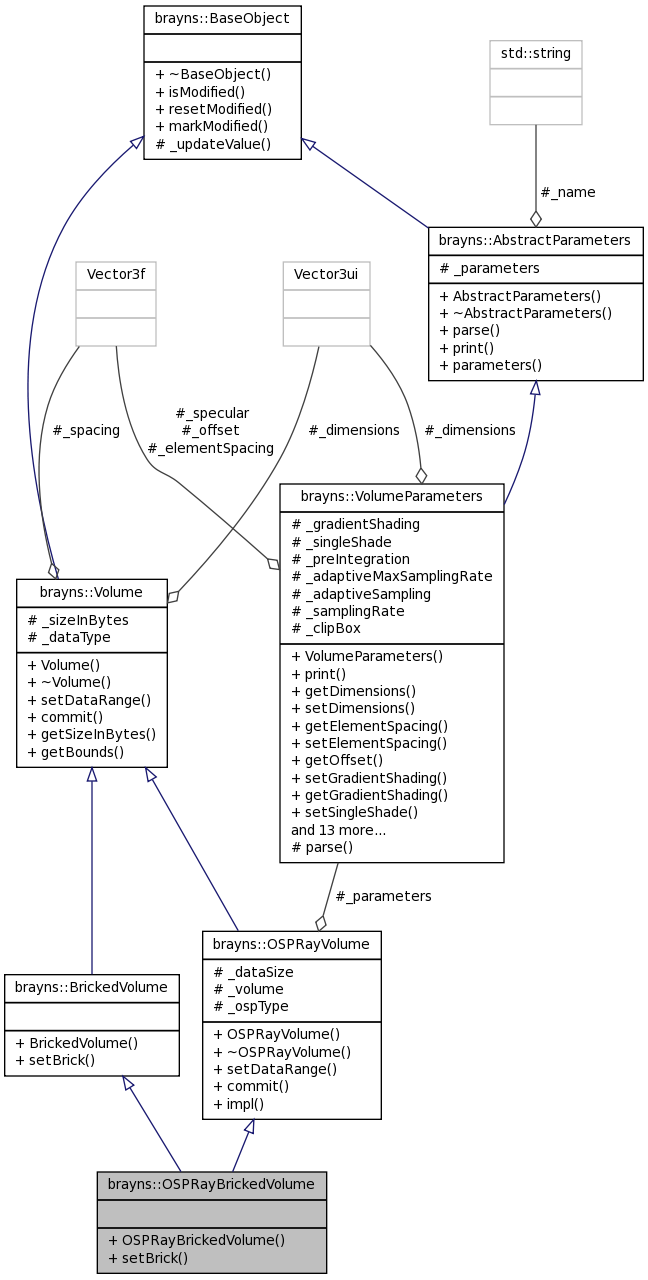 brayns::BaseObject
+ ~BaseObject()
+ isModified()
+ resetModified()
+ markModified()
# _updateValue()
std::string
#_name
brayns::AbstractParameters
# _parameters
+ AbstractParameters()
+ ~AbstractParameters()
+ parse()
+ print()
+ parameters()
Vector3f
Vector3ui
#_spacing
#_specular
#_offset
#_elementSpacing
#_dimensions
#_dimensions
brayns::VolumeParameters
# _gradientShading
# _singleShade
# _preIntegration
# _adaptiveMaxSamplingRate
# _adaptiveSampling
# _samplingRate
# _clipBox
+ VolumeParameters()
+ print()
+ getDimensions()
+ setDimensions()
+ getElementSpacing()
+ setElementSpacing()
+ getOffset()
+ setGradientShading()
+ getGradientShading()
+ setSingleShade()
and 13 more...
# parse()
brayns::Volume
# _sizeInBytes
# _dataType
+ Volume()
+ ~Volume()
+ setDataRange()
+ commit()
+ getSizeInBytes()
+ getBounds()
#_parameters
brayns::OSPRayVolume
# _dataSize
# _volume
# _ospType
+ OSPRayVolume()
+ ~OSPRayVolume()
+ setDataRange()
+ commit()
+ impl()
brayns::BrickedVolume
+ BrickedVolume()
+ setBrick()
brayns::OSPRayBrickedVolume
+ OSPRayBrickedVolume()
+ setBrick()